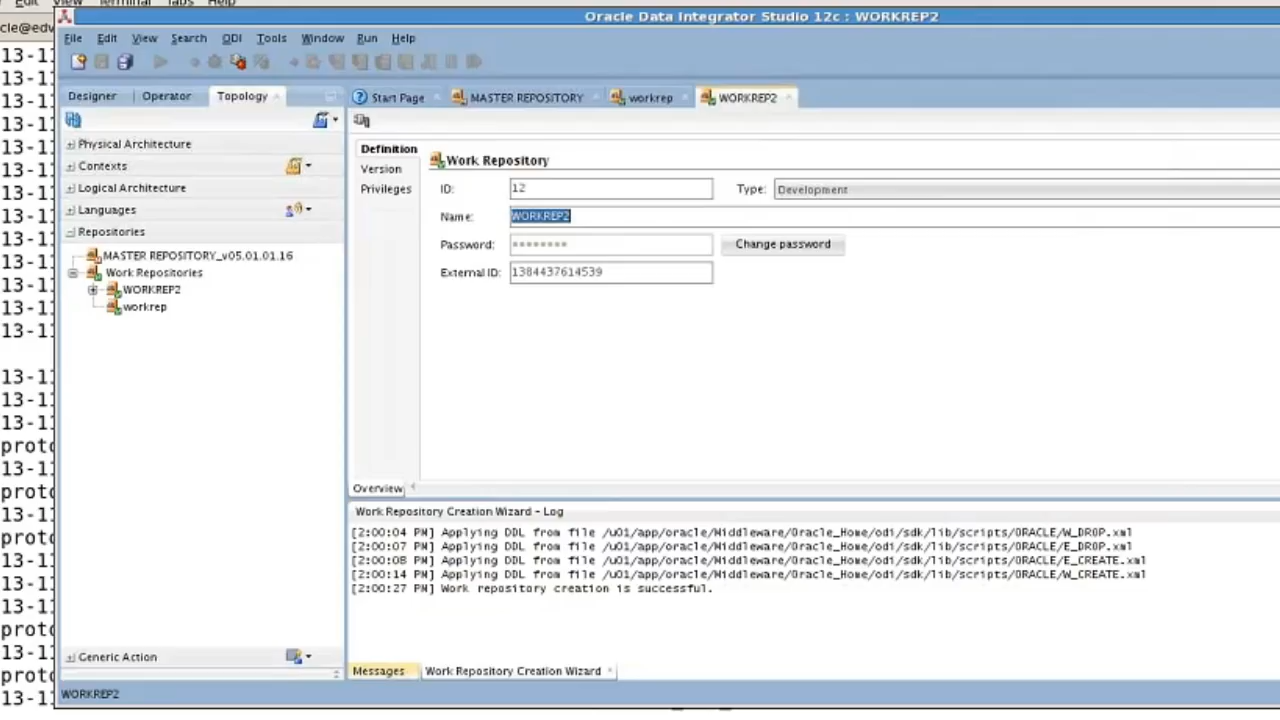 Edit View Terminal Tabs Help
Oracle Data Integrator Studio 12c : WORKREP2
File Edit View Search ODI Tools Window Run Help
Designer Operator Topology
Start Page MASTER REPOSITORY workrep WORKREP2
Physical Architecture
Contexts
Logical Architecture
Languages
Repositories
MASTER REPOSITORY_v05.01.01.16
Work Repositories
WORKREP2
workrep
Generic Action
WORKREP2
Definition
Version
Privileges
Work Repository
ID: 12 Type: Development
Name: WORKREP2
Password: ******** Change password
External ID: 1384437614539
Overview
Work Repository Creation Wizard - Log
[2:00:04 PM] Applying DDL from file /u01/app/oracle/Middleware/Oracle_Home/odi/sdk/lib/scripts/ORACLE/W_DROP.xml
[2:00:07 PM] Applying DDL from file /u01/app/oracle/Middleware/Oracle_Home/odi/sdk/lib/scripts/ORACLE/E_DROP.xml
[2:00:08 PM] Applying DDL from file /u01/app/oracle/Middleware/Oracle_Home/odi/sdk/lib/scripts/ORACLE/E_CREATE.xml
[2:00:14 PM] Applying DDL from file /u01/app/oracle/Middleware/Oracle_Home/odi/sdk/lib/scripts/ORACLE/W_CREATE.xml
[2:00:27 PM] Work repository creation is successful.
Messages Work Repository Creation Wizard